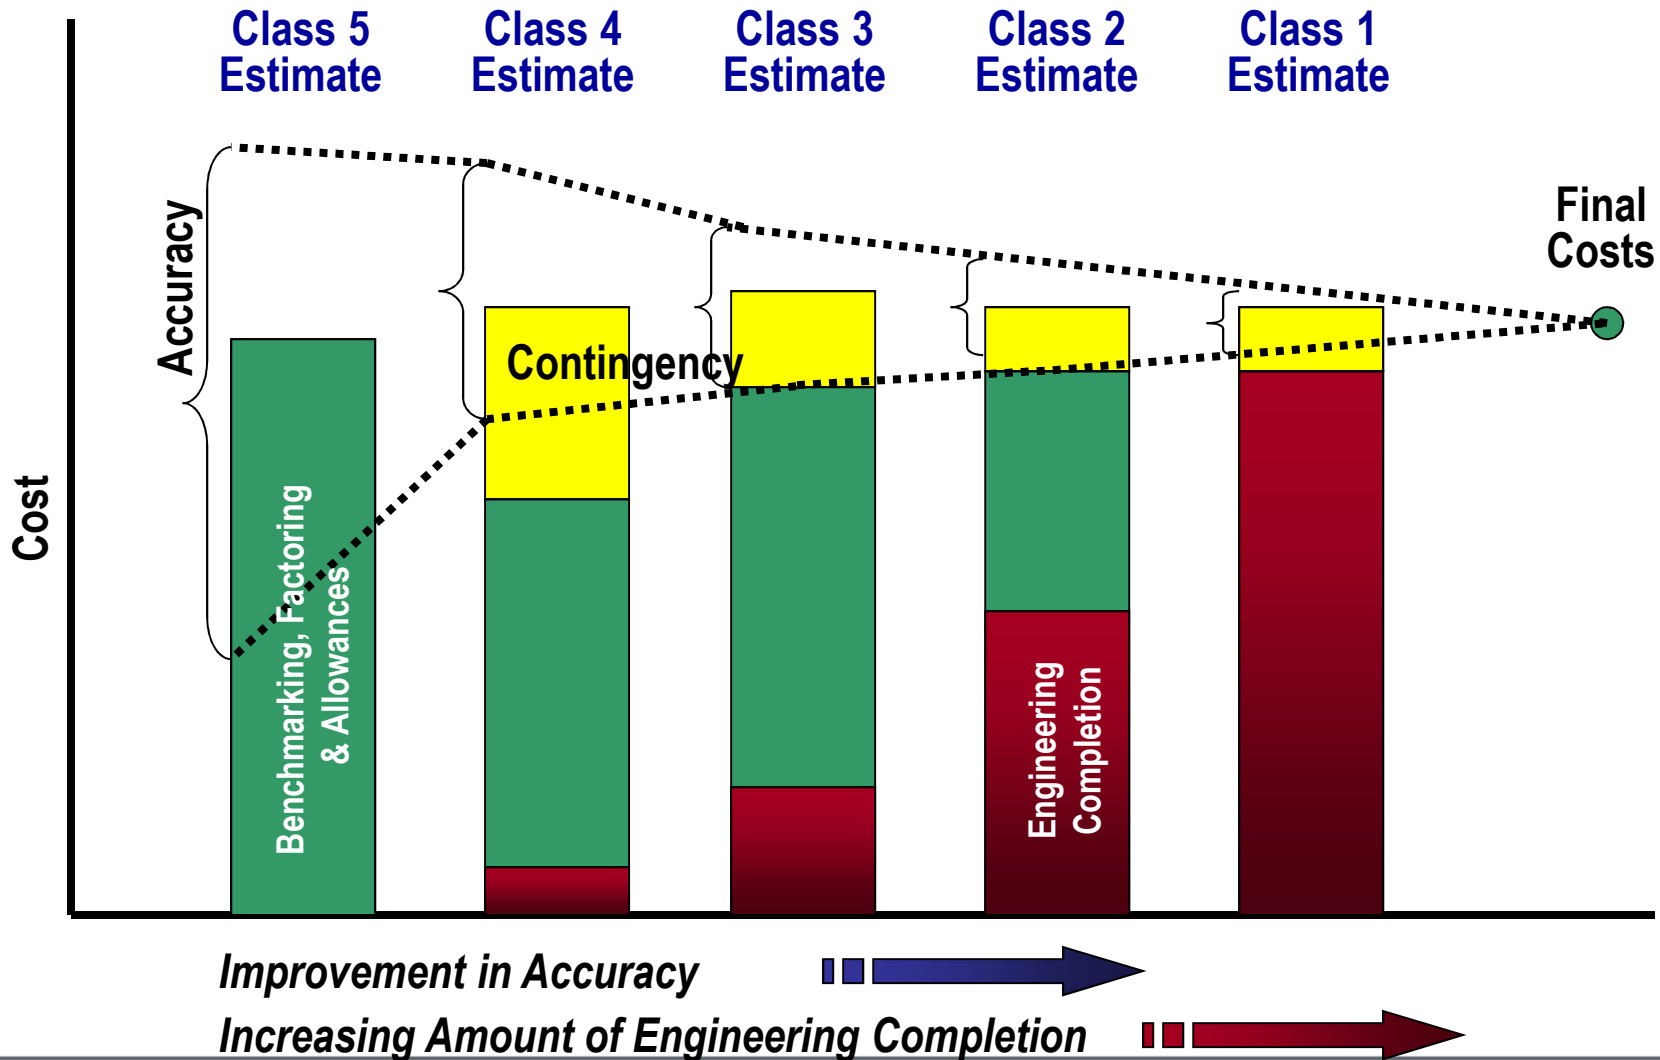 Class 5
Estimate
Class 4
Estimate
Class 3
Estimate
Class 2
Estimate
Class 1
Estimate
Accuracy
Final
Costs
Contingency
Cost
Benchmarking, Factoring
& Allowances
Engineering
Completion
Improvement in Accuracy
Increasing Amount of Engineering Completion